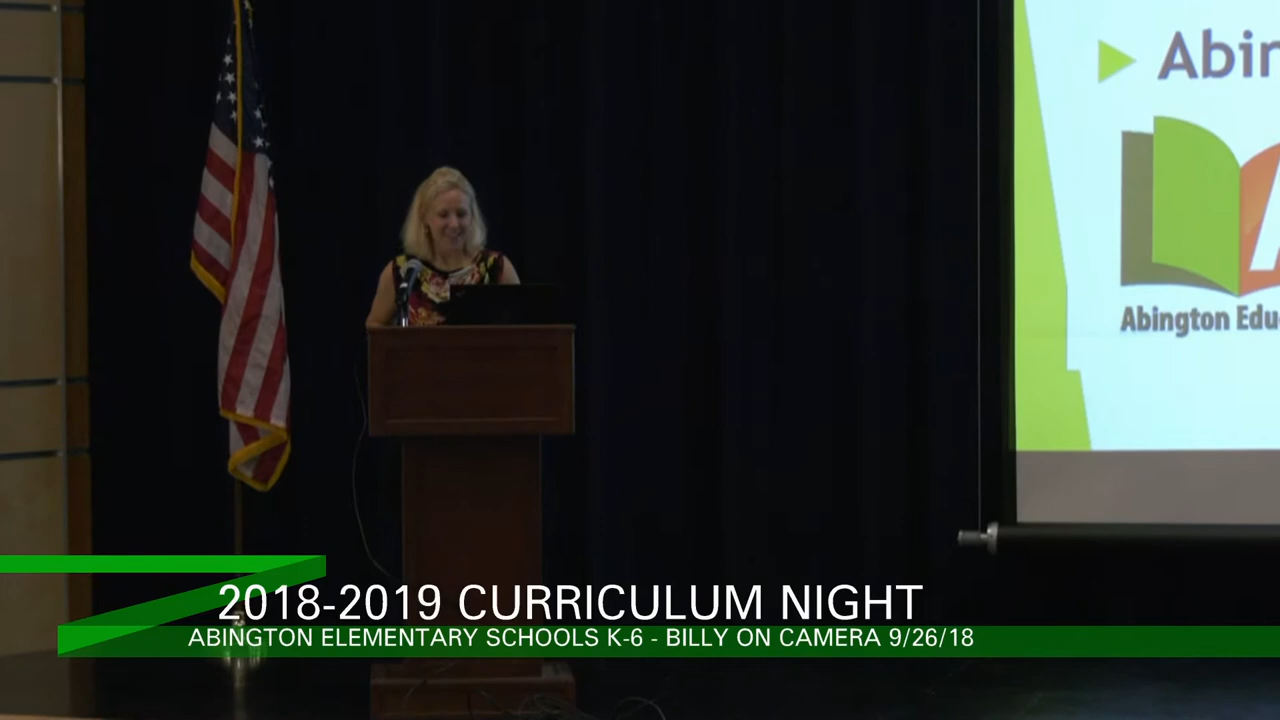 Abin
Abington Edu
2018-2019 CURRICULUM NIGHT
ABINGTON ELEMENTARY SCHOOLS K-6 - BILLY ON CAMERA 9/26/18